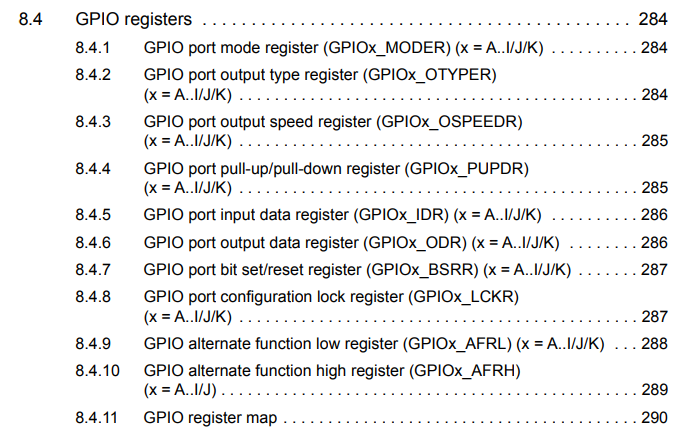 8.4 GPIO registers . . . . . . . . . . . . . . . . . . . . . . . . . . . . . . . . . . . . . . . . . . 284
8.4.1 GPIO port mode register (GPIOx_MODER) (x = A..I/J/K) . . . . . . . . . . 284
8.4.2 GPIO port output type register (GPIOx_OTYPER)
(x = A..I/J/K) . . . . . . . . . . . . . . . . . . . . . . . . . . . . . . . . . . . . . . . . . . 284
8.4.3 GPIO port output speed register (GPIOx_OSPEEDR)
(x = A..I/J/K) . . . . . . . . . . . . . . . . . . . . . . . . . . . . . . . . . . . . . . . . . . 285
8.4.4 GPIO port pull-up/pull-down register (GPIOx_PUPDR)
(x = A..I/J/K) . . . . . . . . . . . . . . . . . . . . . . . . . . . . . . . . . . . . . . . . . . 285
8.4.5 GPIO port input data register (GPIOx_IDR) (x = A..I/J/K) . . . . . . . . . . 286
8.4.6 GPIO port output data register (GPIOx_ODR) (x = A..I/J/K) . . . . . . . . 286
8.4.7 GPIO port bit set/reset register (GPIOx_BSRR) (x = A..I/J/K) . . . . . . . 287
8.4.8 GPIO port configuration lock register (GPIOx_LCKR)
(x = A..I/J/K) . . . . . . . . . . . . . . . . . . . . . . . . . . . . . . . . . . . . . . . . . . 287
8.4.9 GPIO alternate function low register (GPIOx_AFRL) (x = A..I/J/K) . . . 288
8.4.10 GPIO alternate function high register (GPIOx_AFRH)
(x = A..I/J) . . . . . . . . . . . . . . . . . . . . . . . . . . . . . . . . . . . . . . . . . . . . 289
8.4.11 GPIO register map . . . . . . . . . . . . . . . . . . . . . . . . . . . . . . . . . . . . . 290